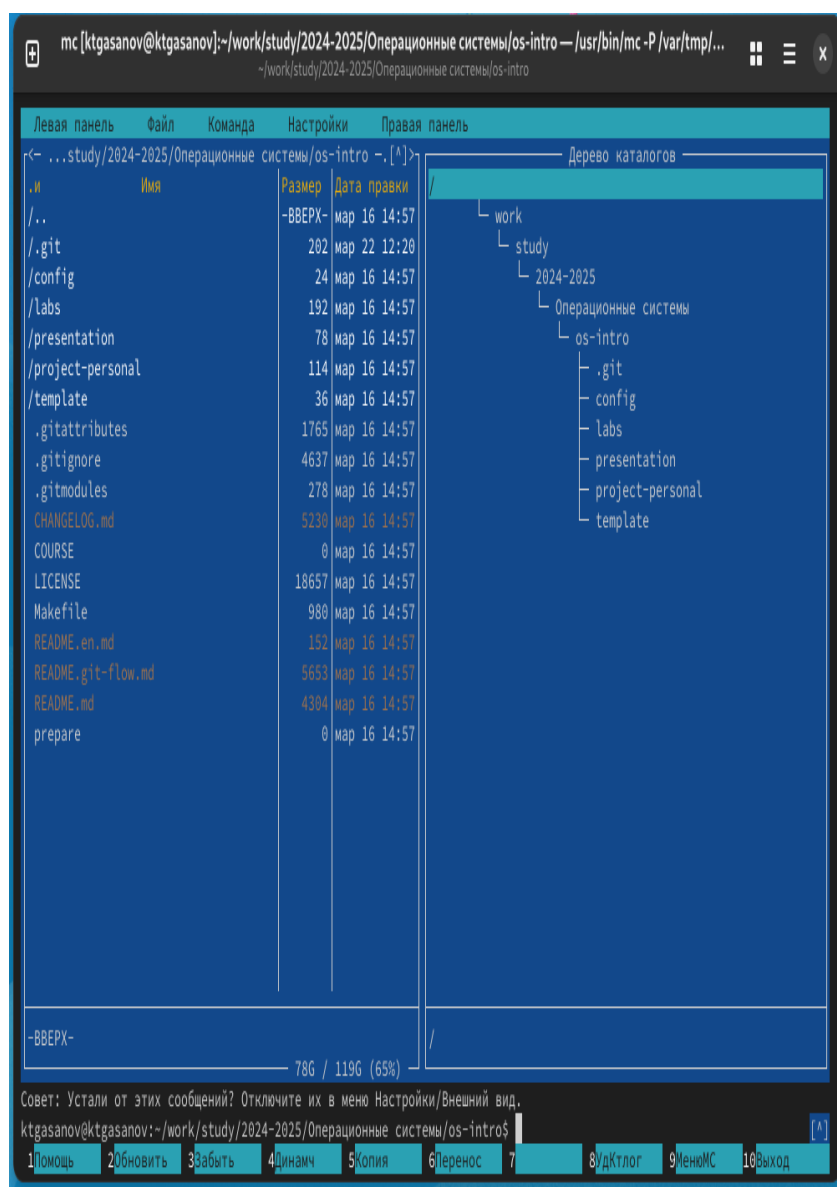 mc [ktgasanov@ktgasanov]:~/work/study/2024-2025/Операционные системы/os-intro — /usr/bin/mc -P /var/tmp/...
~/work/study/2024-2025/Операционные системы/os-intro
Левая панель Файл Команда Настройки Правая панель
<— ...study/2024-2025/Операционные системы/os-intro —.[^]>
.и Имя Размер Дата правки
/.. -ВВЕРХ- мар 16 14:57
/.git 202 мар 22 12:20
/config 24 мар 16 14:57
/labs 192 мар 16 14:57
/presentation 78 мар 16 14:57
/project-personal 114 мар 16 14:57
/template 36 мар 16 14:57
.gitattributes 1765 мар 16 14:57
.gitignore 4637 мар 16 14:57
.gitmodules 278 мар 16 14:57
CHANGELOG.md 5230 мар 16 14:57
COURSE 0 мар 16 14:57
LICENSE 18657 мар 16 14:57
Makefile 980 мар 16 14:57
README.en.md 152 мар 16 14:57
README.git-flow.md 5653 мар 16 14:57
README.md 4304 мар 16 14:57
prepare 0 мар 16 14:57
-ВВЕРХ-
78G / 119G (65%)
Дерево каталогов
/
work
study
2024-2025
Операционные системы
os-intro
.git
config
labs
presentation
project-personal
template
/
Совет: Устали от этих сообщений? Отключите их в меню Настройки/Внешний вид.
ktgasanov@ktgasanov:~/work/study/2024-2025/Операционные системы/os-intro$ [^]
1Помощь 2Обновить 3Забыть 4Динамч 5Копия 6Перенос 7 8УдКтлог 9МенюМС 10Выход